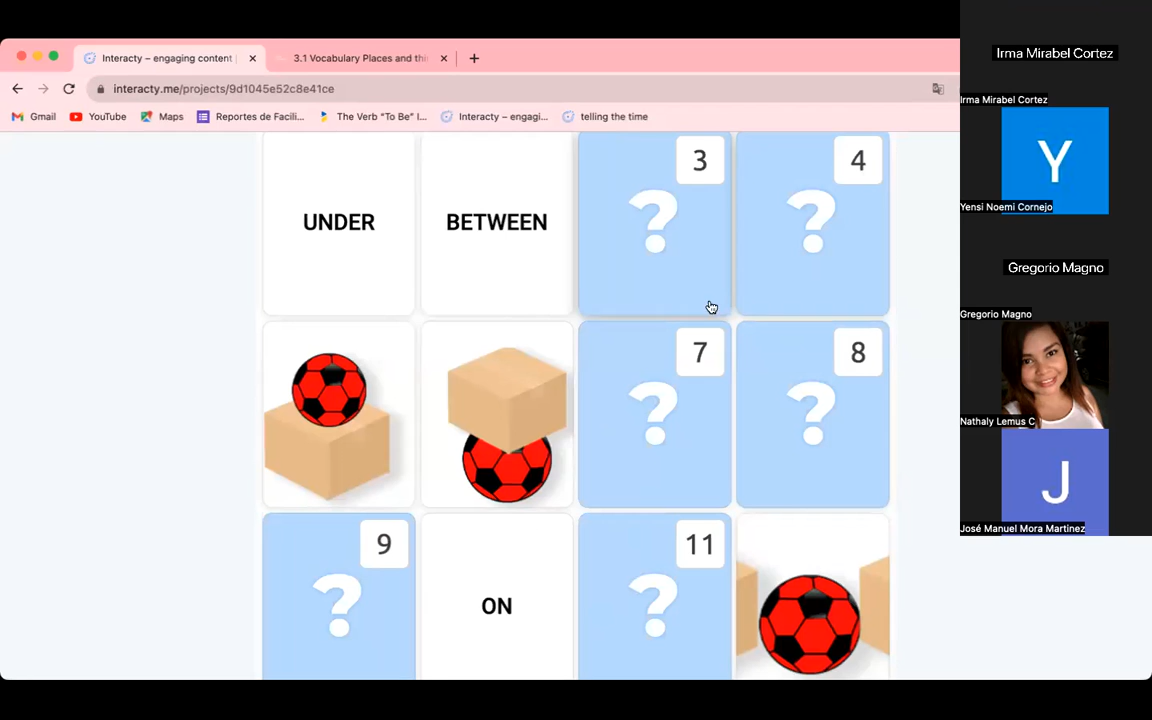 Interacty – engaging content
3.1 Vocabulary Places and thi
interacty.me/projects/9d1045e52c8e41ce
Gmail
YouTube
Maps
Reportes de Facili...
The Verb "To Be" I...
Interacty – engagi...
telling the time
UNDER
BETWEEN
3
4
7
8
9
ON
11
Irma Mirabel Cortez
Irma Mirabel Cortez
Y
Yensi Noemi Cornejo
Gregorio Magno
Gregorio Magno
Nathaly Lemus C
J
José Manuel Mora Martinez